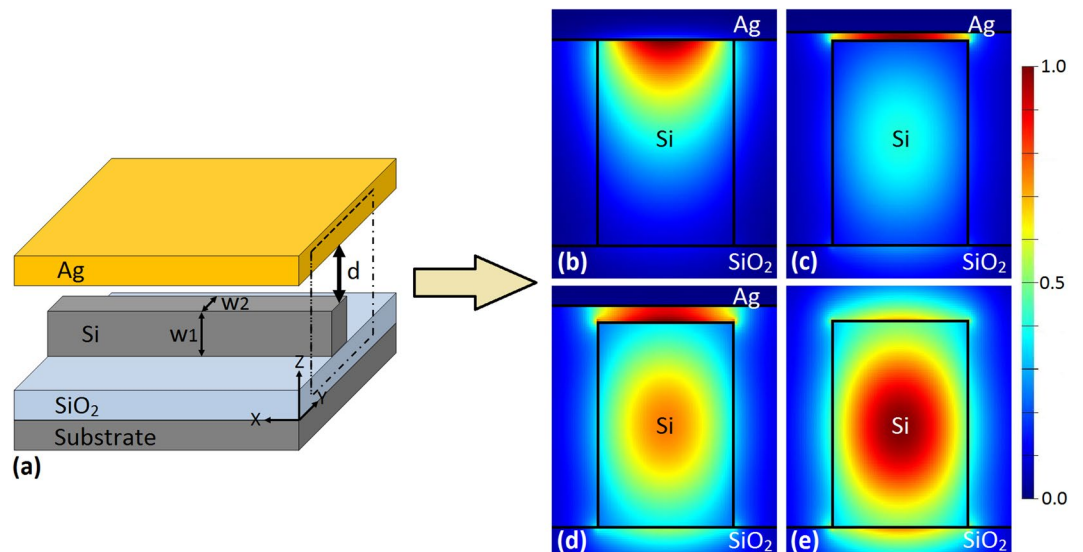 Ag
d
w2
Si
w1
Z
SiO₂
X
Y
Substrate
(a)
Ag
Si
(b)
SiO₂
Ag
Si
(c)
SiO₂
Ag
Si
(d)
SiO₂
Si
(e)
SiO₂
1.0
0.5
0.0